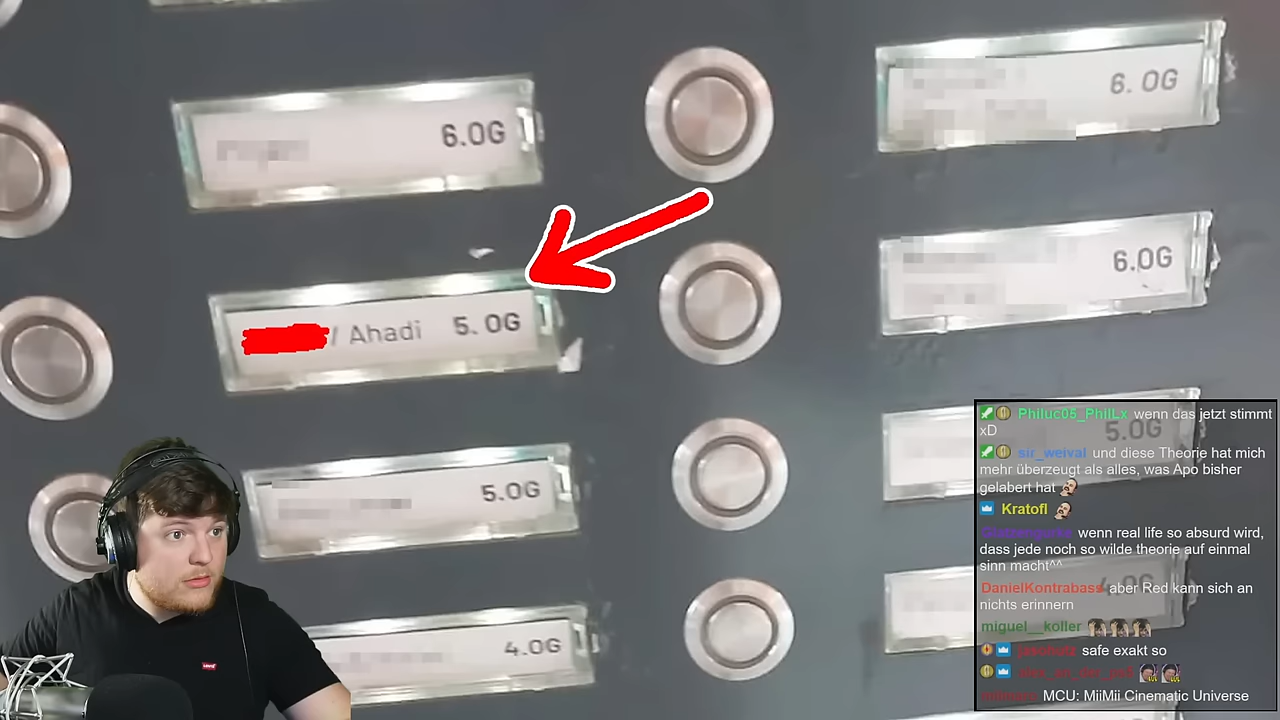 6.0G
6. 0G
6.0G
/ Ahadi 5. 0G
5.0G
5.0G
4.0G
4.0G
Philuc05_PhilLx wenn das jetzt stimmt
xD
sir_weival und diese Theorie hat mich
mehr überzeugt als alles, was Apo bisher
gelabert hat
Kratofl
wenn real life so absurd wird,
dass jede noch so wilde theorie auf einmal
sinn macht^^
DanielKontrabass aber Red kann sich an
nichts erinnern
miguel__koller
safe exakt so
MCU: MiiMii Cinematic Universe
Levi's